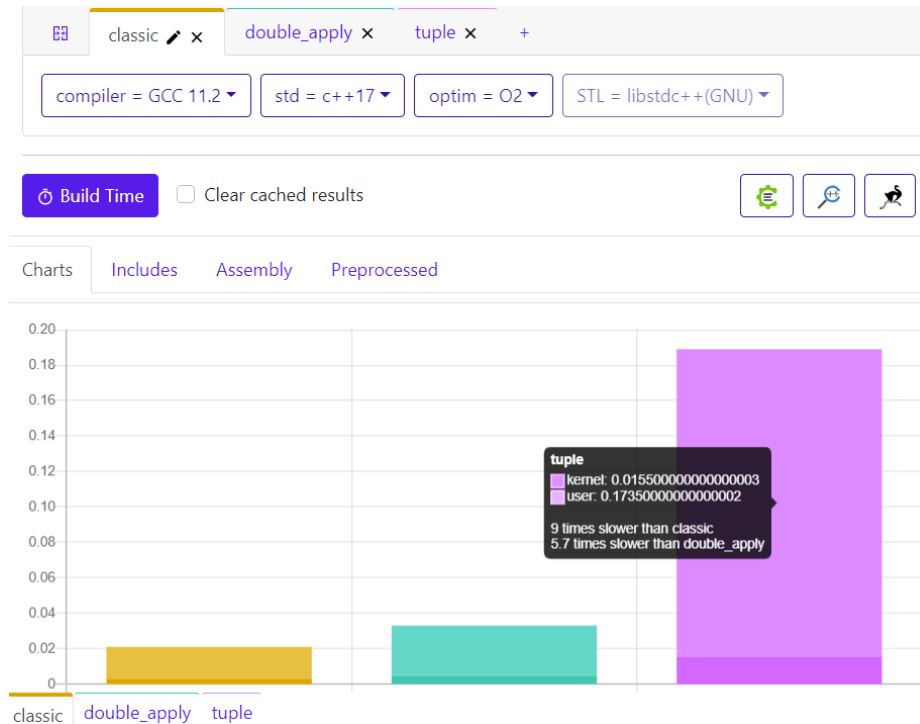 classic double_apply tuple +
compiler = GCC 11.2 std = c++17 optim = O2 STL = libstdc++(GNU)
Build Time Clear cached results
Charts Includes Assembly Preprocessed
0.20
0.18
0.16
0.14
0.12
0.10
0.08
0.06
0.04
0.02
0
tuple
kernel: 0.015500000000000003
user: 0.17350000000000002
9 times slower than classic
5.7 times slower than double_apply
classic double_apply tuple